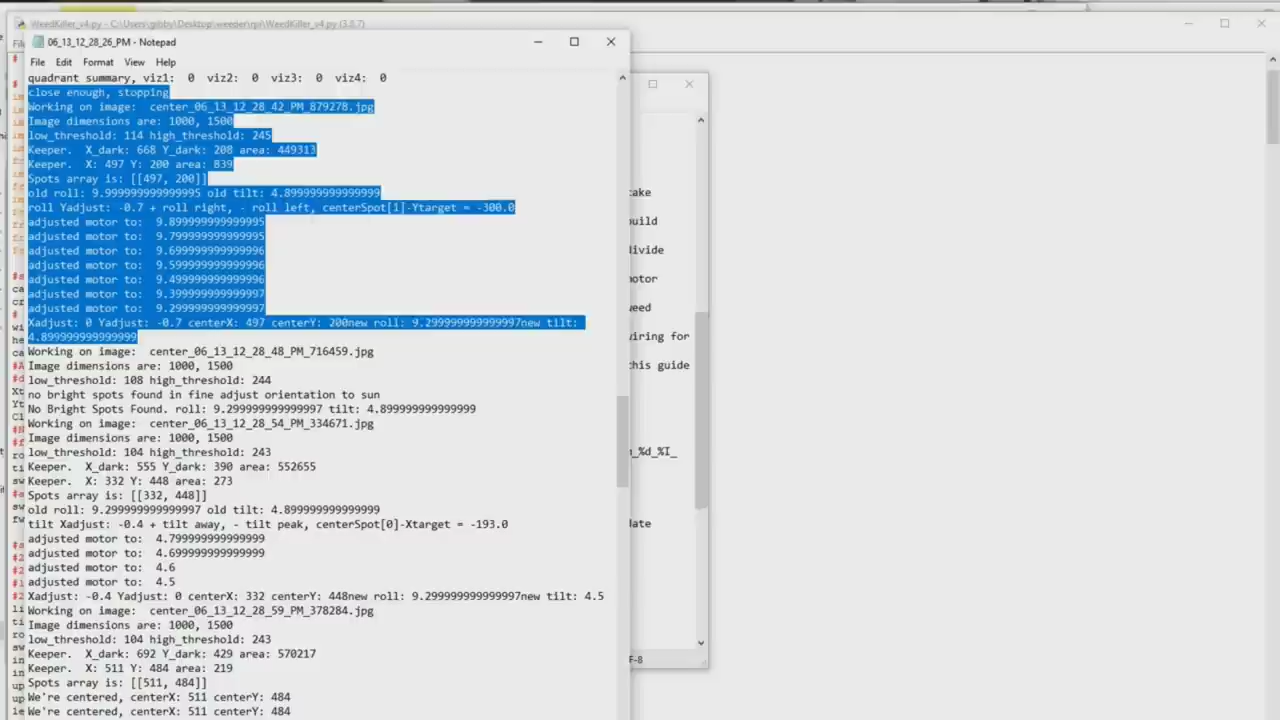 WeedKiller_v4.py - C:\Users\gibby\Desktop\weeper\rpi\WeedKiller_v4.py (3.8.7)
06_13_12_28_26_PM - Notepad
File Edit Format View Help
quadrant summary, viz1:  0  viz2:  0  viz3:  0  viz4:  0
close enough, stopping
Working on image:  center_06_13_12_28_42_PM_879278.jpg
Image dimensions are: 1000, 1500
low_threshold: 114 high_threshold: 245
Keeper.  X_dark: 668 Y_dark: 208 area: 449313
Keeper.  X: 497 Y: 200 area: 839
Spots array is: [[497, 200]]
old roll: 9.999999999999995 old tilt: 4.899999999999999
roll Yadjust: -0.7 + roll right, - roll left, centerSpot[1]-Ytarget = -300.0
adjusted motor to:  9.899999999999995
adjusted motor to:  9.799999999999995
adjusted motor to:  9.699999999999996
adjusted motor to:  9.599999999999996
adjusted motor to:  9.499999999999996
adjusted motor to:  9.399999999999997
adjusted motor to:  9.299999999999997
Xadjust: 0 Yadjust: -0.7 centerX: 497 centerY: 200new roll: 9.299999999999997new tilt:
4.899999999999999
Working on image:  center_06_13_12_28_48_PM_716459.jpg
Image dimensions are: 1000, 1500
low_threshold: 108 high_threshold: 244
no bright spots found in fine adjust orientation to sun
No Bright Spots Found. roll: 9.299999999999997 tilt: 4.899999999999999
Working on image:  center_06_13_12_28_54_PM_334671.jpg
Image dimensions are: 1000, 1500
low_threshold: 104 high_threshold: 243
Keeper.  X_dark: 555 Y_dark: 390 area: 552655
Keeper.  X: 332 Y: 448 area: 273
Spots array is: [[332, 448]]
old roll: 9.299999999999997 old tilt: 4.899999999999999
tilt Xadjust: -0.4 + tilt away, - tilt peak, centerSpot[0]-Xtarget = -193.0
adjusted motor to:  4.799999999999999
adjusted motor to:  4.699999999999999
adjusted motor to:  4.6
adjusted motor to:  4.5
Xadjust: -0.4 Yadjust: 0 centerX: 332 centerY: 448new roll: 9.299999999999997new tilt: 4.5
Working on image:  center_06_13_12_28_59_PM_378284.jpg
Image dimensions are: 1000, 1500
low_threshold: 104 high_threshold: 243
Keeper.  X_dark: 692 Y_dark: 429 area: 570217
Keeper.  X: 511 Y: 484 area: 219
Spots array is: [[511, 484]]
We're centered, centerX: 511 centerY: 484
We're centered, centerX: 511 centerY: 484
this guide